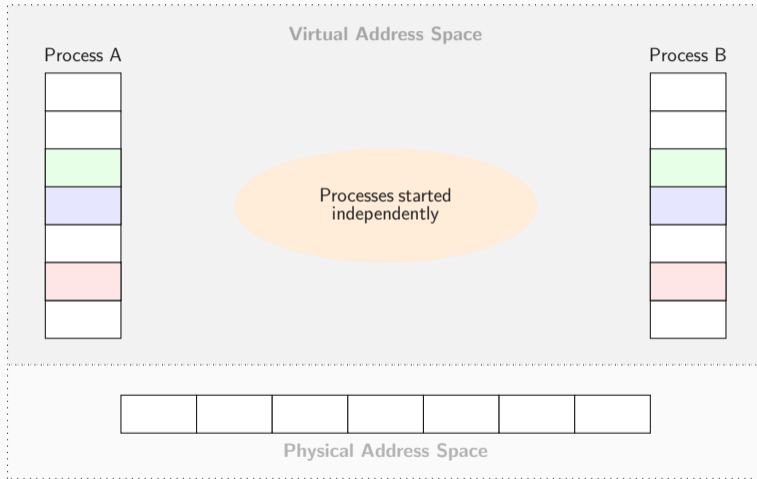 Virtual Address Space
Process A
Process B
Processes started
independently
Physical Address Space